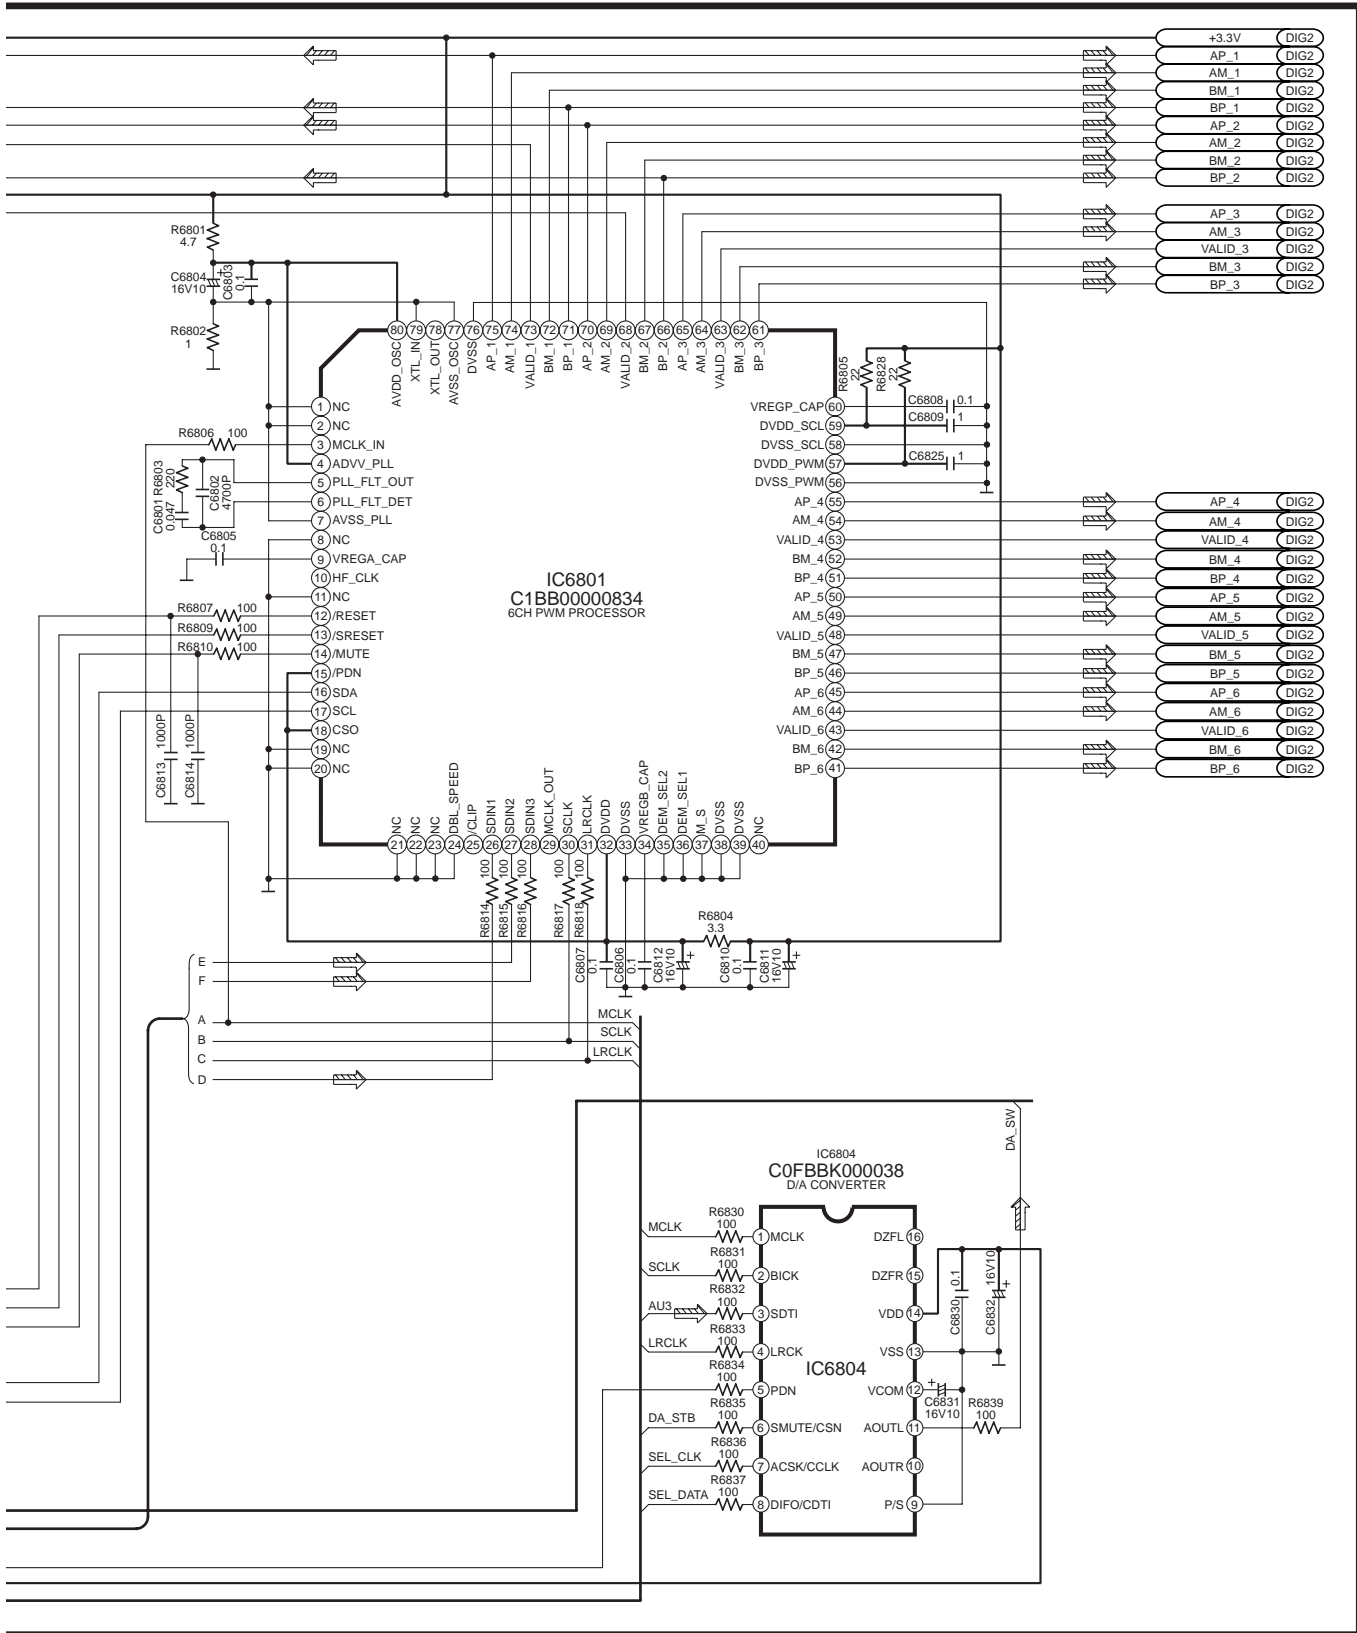 +3.3V DIG2
AP_1 DIG2
AM_1 DIG2
BM_1 DIG2
BP_1 DIG2
AP_2 DIG2
AM_2 DIG2
BM_2 DIG2
BP_2 DIG2
AP_3 DIG2
AM_3 DIG2
VALID_3 DIG2
BM_3 DIG2
BP_3 DIG2
R6801
4.7
C6804
16V10
+
C6803
0.1
R6802
1
80 79 78 77 76 75 74 73 72 71 70 69 68 67 66 65 64 63 62 61
AVDD_OSC
XTL_IN
XTL_OUT
AVSS_OSC
DVSS
AP_1
AM_1
VALID_1
BM_1
BP_1
AP_2
AM_2
VALID_2
BM_2
BP_2
AP_3
AM_3
VALID_3
BM_3
BP_3
R6805
22
R6828
22
1 NC
2 NC
R6806 100
3 MCLK_IN
4 ADVV_PLL
5 PLL_FLT_OUT
6 PLL_FLT_DET
7 AVSS_PLL
8 NC
9 VREGA_CAP
10 HF_CLK
11 NC
12 /RESET
13 /SRESET
14 /MUTE
15 /PDN
16 SDA
17 SCL
18 CSO
19 NC
20 NC
R6803
220
C6801
0.047
C6802
4700P
C6805
0.1
R6807 100
R6809 100
R6810 100
C6813 1000P
C6814 1000P
IC6801
C1BB00000834
6CH PWM PROCESSOR
VREGP_CAP 60
C6808 0.1
DVDD_SCL 59
C6809 1
DVSS_SCL 58
DVDD_PWM 57
C6825 1
DVSS_PWM 56
AP_4 55 AP_4 DIG2
AM_4 54 AM_4 DIG2
VALID_4 53 VALID_4 DIG2
BM_4 52 BM_4 DIG2
BP_4 51 BP_4 DIG2
AP_5 50 AP_5 DIG2
AM_5 49 AM_5 DIG2
VALID_5 48 VALID_5 DIG2
BM_5 47 BM_5 DIG2
BP_5 46 BP_5 DIG2
AP_6 45 AP_6 DIG2
AM_6 44 AM_6 DIG2
VALID_6 43 VALID_6 DIG2
BM_6 42 BM_6 DIG2
BP_6 41 BP_6 DIG2
NC
NC
NC
DBL_SPEED
/CLIP
SDIN1
SDIN2
SDIN3
MCLK_OUT
SCLK
LRCLK
DVDD
DVSS
VREGB_CAP
DEM_SEL2
DEM_SEL1
M_S
DVSS
DVSS
NC
21 22 23 24 25 26 27 28 29 30 31 32 33 34 35 36 37 38 39 40
R6814 100
R6815 100
R6816 100
R6817 100
R6818 100
R6804
3.3
C6807
0.1
C6806
0.1
C6812
16V10
+
C6810
0.1
C6811
16V10
+
E
F
A
B
C
D
MCLK
SCLK
LRCLK
DA_SW
IC6804
C0FBBK000038
D/A CONVERTER
MCLK R6830 100 1 MCLK
SCLK R6831 100 2 BICK
AU3 R6832 100 3 SDTI
LRCLK R6833 100 4 LRCK
R6834 100 5 PDN
DA_STB R6835 100 6 SMUTE/CSN
SEL_CLK R6836 100 7 ACSK/CCLK
SEL_DATA R6837 100 8 DIFO/CDTI
IC6804
DZFL 16
DZFR 15
VDD 14
VSS 13
VCOM 12
AOUTL 11
AOUTR 10
P/S 9
C6830 0.1
C6832 16V10
+
+
C6831
16V10
R6839
100